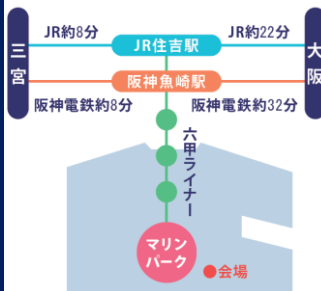 JR約8分
JR約22分
三宮
JR住吉駅
大阪
阪神魚崎駅
阪神電鉄約8分
阪神電鉄約32分
六甲ライナー
マリン
パーク
●会場